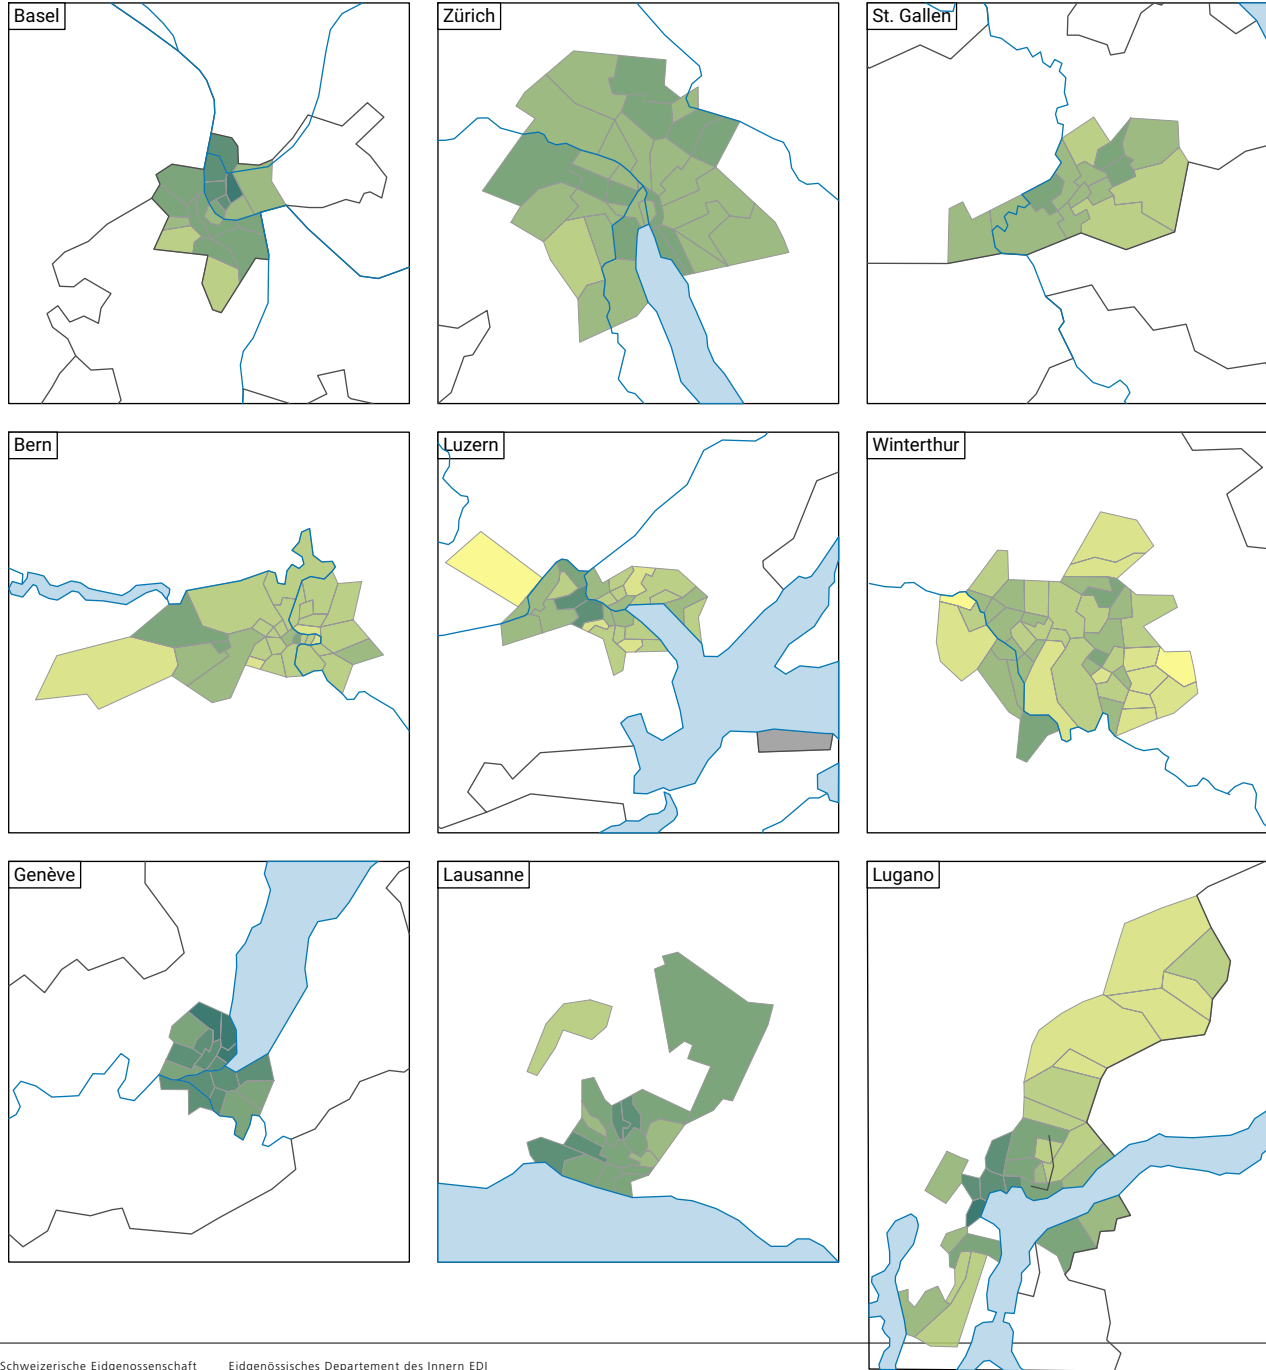 Basel
Zürich
St. Gallen
Bern
Luzern
Winterthur
Genève
Lausanne
Lugano
Schweizerische Eidgenossenschaft Eidgenössisches Departement des Innern EDI